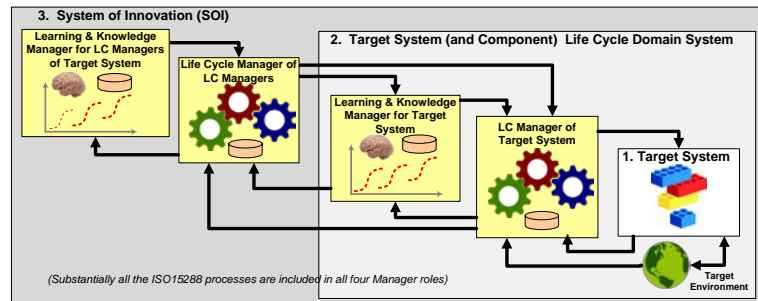 3. System of Innovation (SOI)
Learning & Knowledge
Manager for LC Managers
of Target System
Life Cycle Manager of
LC Managers
2. Target System (and Component) Life Cycle Domain System
Learning & Knowledge
Manager for Target
System
LC Manager of
Target System
1. Target System
Target
Environment
(Substantially all the ISO15288 processes are included in all four Manager roles)